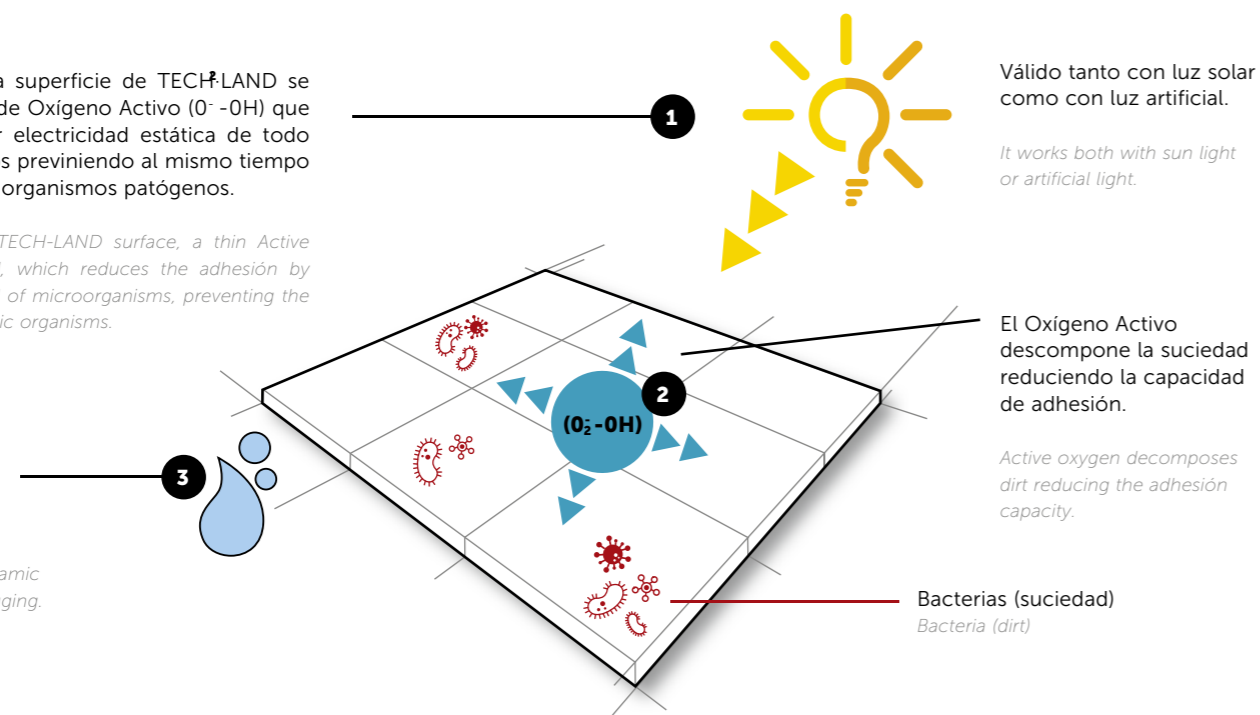 a superficie de TECH-LAND se
de Oxígeno Activo (0⁻ -0H) que
electricidad estática de todo
previniendo al mismo tiempo
organismos patógenos.
TECH-LAND surface, a thin Active
which reduces the adhesión by
of microorganisms, preventing the
organisms.
1
Válido tanto con luz solar
como con luz artificial.
It works both with sun light
or artificial light.
2
(0₂⁻-0H)
El Oxígeno Activo
descompone la suciedad
reduciendo la capacidad
de adhesión.
Active oxygen decomposes
dirt reducing the adhesión
capacity.
3
Bacterias (suciedad)
Bacteria (dirt)